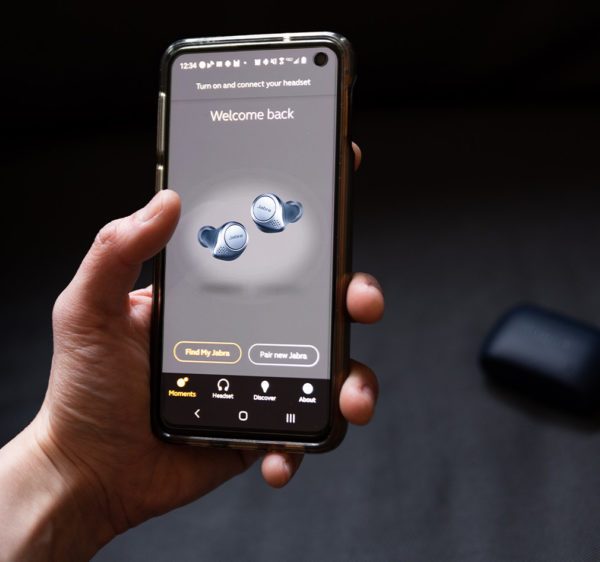 12:34
Turn on and connect your headset
Welcome back
Jabra
Jabra
Find My Jabra
Pair new Jabra
Moments
Headset
Discover
About